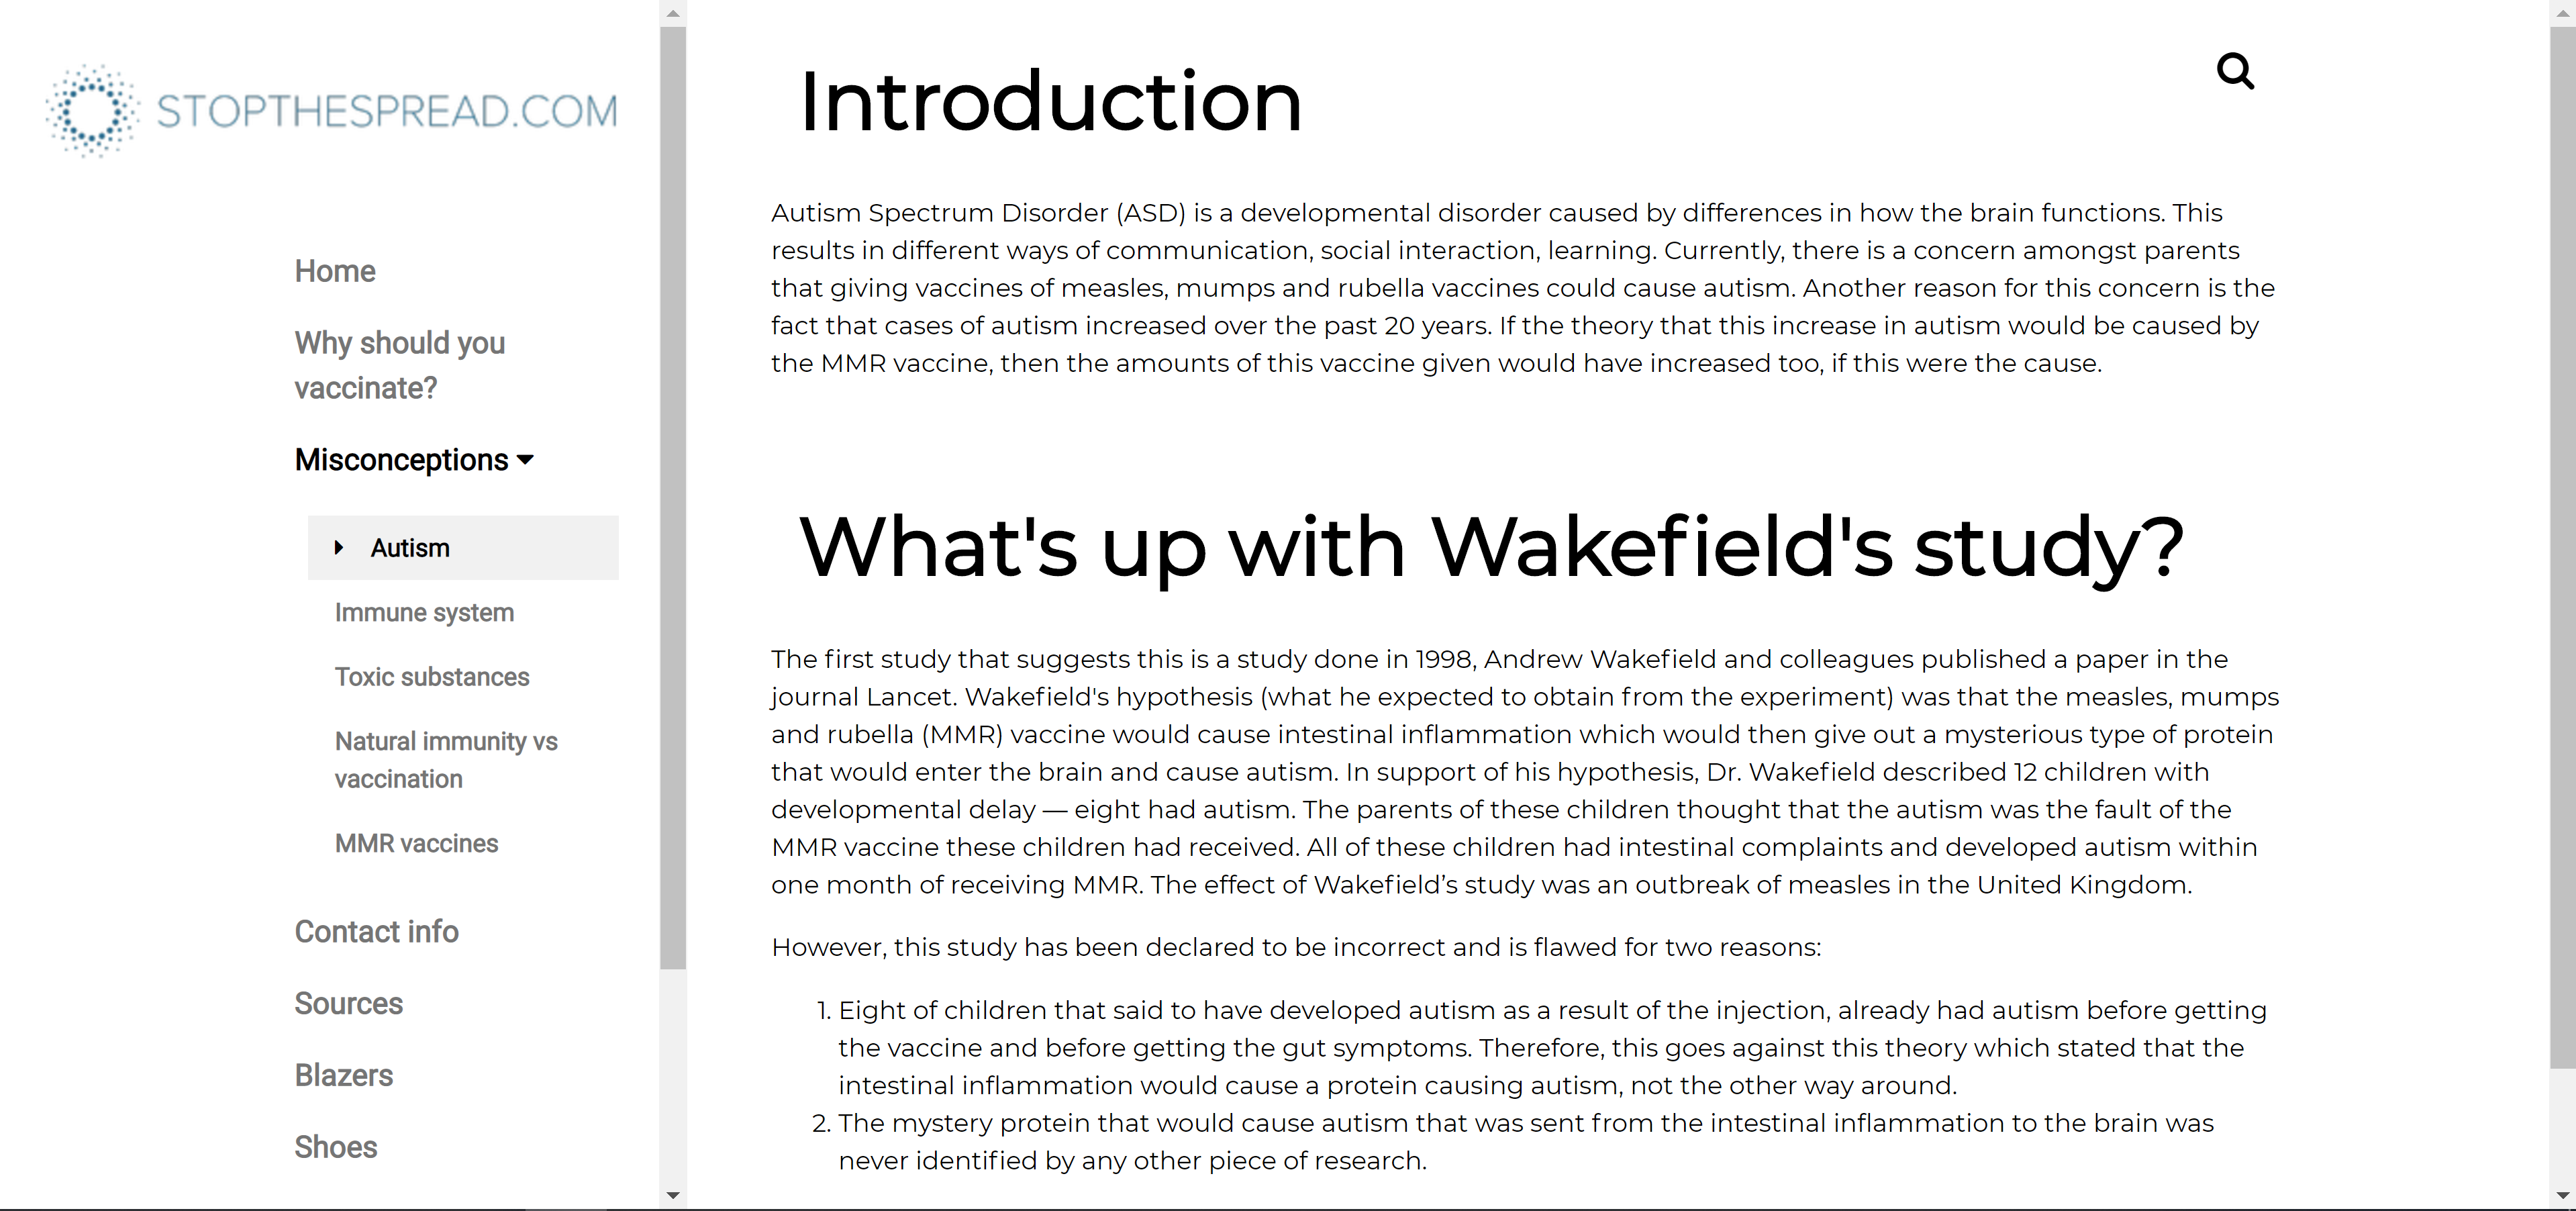 STOPTHESPREAD.COM
Home
Why should you
vaccinate?
Misconceptions
Autism
Immune system
Toxic substances
Natural immunity vs
vaccination
MMR vaccines
Contact info
Sources
Blazers
Shoes
Introduction
Autism Spectrum Disorder (ASD) is a developmental disorder caused by differences in how the brain functions. This
results in different ways of communication, social interaction, learning. Currently, there is a concern amongst parents
that giving vaccines of measles, mumps and rubella vaccines could cause autism. Another reason for this concern is the
fact that cases of autism increased over the past 20 years. If the theory that this increase in autism would be caused by
the MMR vaccine, then the amounts of this vaccine given would have increased too, if this were the cause.
What's up with Wakefield's study?
The first study that suggests this is a study done in 1998, Andrew Wakefield and colleagues published a paper in the
journal Lancet. Wakefield's hypothesis (what he expected to obtain from the experiment) was that the measles, mumps
and rubella (MMR) vaccine would cause intestinal inflammation which would then give out a mysterious type of protein
that would enter the brain and cause autism. In support of his hypothesis, Dr. Wakefield described 12 children with
developmental delay — eight had autism. The parents of these children thought that the autism was the fault of the
MMR vaccine these children had received. All of these children had intestinal complaints and developed autism within
one month of receiving MMR. The effect of Wakefield’s study was an outbreak of measles in the United Kingdom.
However, this study has been declared to be incorrect and is flawed for two reasons:
1. Eight of children that said to have developed autism as a result of the injection, already had autism before getting
the vaccine and before getting the gut symptoms. Therefore, this goes against this theory which stated that the
intestinal inflammation would cause a protein causing autism, not the other way around.
2. The mystery protein that would cause autism that was sent from the intestinal inflammation to the brain was
never identified by any other piece of research.